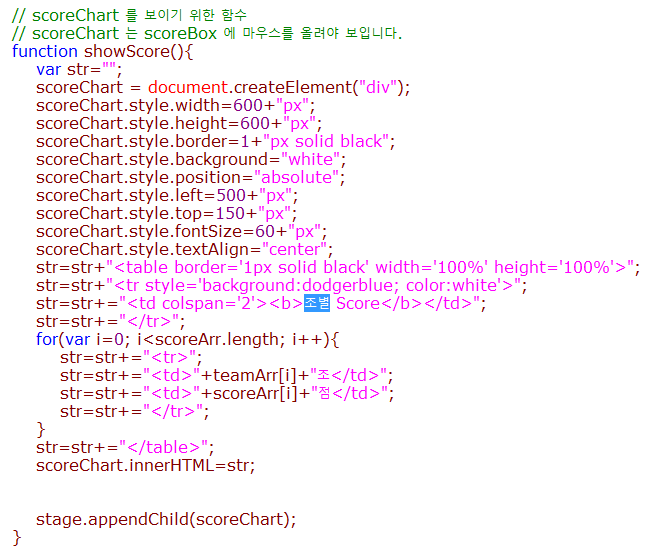 // scoreChart 를 보이기 위한 함수
// scoreChart 는 scoreBox 에 마우스를 올려야 보입니다.
function showScore(){
var str="";
scoreChart = document.createElement("div");
scoreChart.style.width=600+"px";
scoreChart.style.height=600+"px";
scoreChart.style.border=1+"px solid black";
scoreChart.style.background="white";
scoreChart.style.position="absolute";
scoreChart.style.left=500+"px";
scoreChart.style.top=150+"px";
scoreChart.style.fontSize=60+"px";
scoreChart.style.textAlign="center";
str=str+"<table border='1px solid black' width='100%' height='100%'>";
str=str+"<tr style='background:dodgerblue; color:white'>";
str=str+="<td colspan='2'><b>조별 Score</b></td>";
str=str+="</tr>";
for(var i=0; i<scoreArr.length; i++){
str=str+="<tr>";
str=str+="<td>"+teamArr[i]+"조</td>";
str=str+="<td>"+scoreArr[i]+"점</td>";
str=str+="</tr>";
}
str=str+="</table>";
scoreChart.innerHTML=str;
stage.appendChild(scoreChart);
}